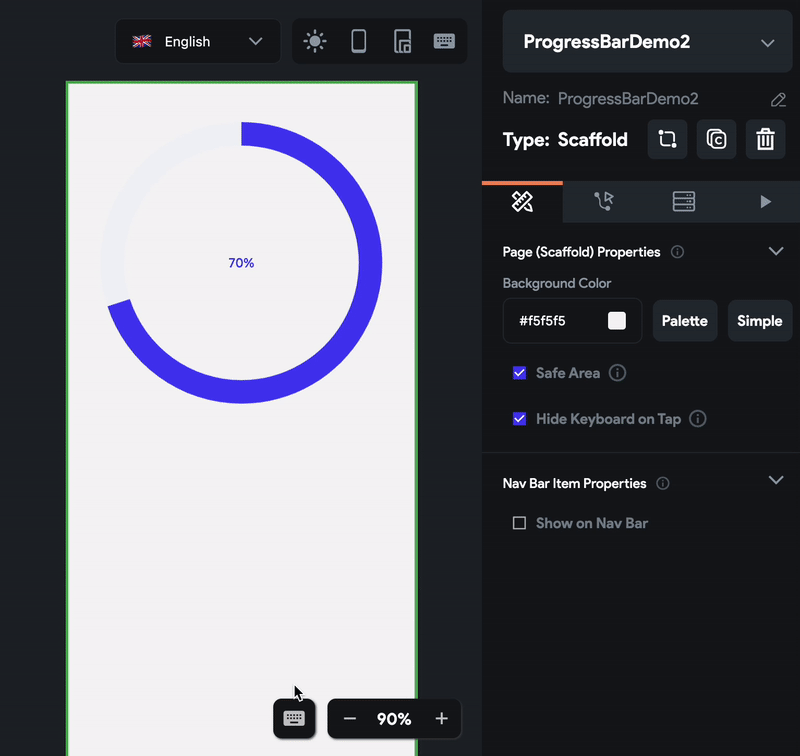 English
ProgressBarDemo2
Name: ProgressBarDemo2
Type: Scaffold
Page (Scaffold) Properties
Background Color
#f5f5f5 Palette Simple
Safe Area
Hide Keyboard on Tap
Nav Bar Item Properties
Show on Nav Bar
70%
90%